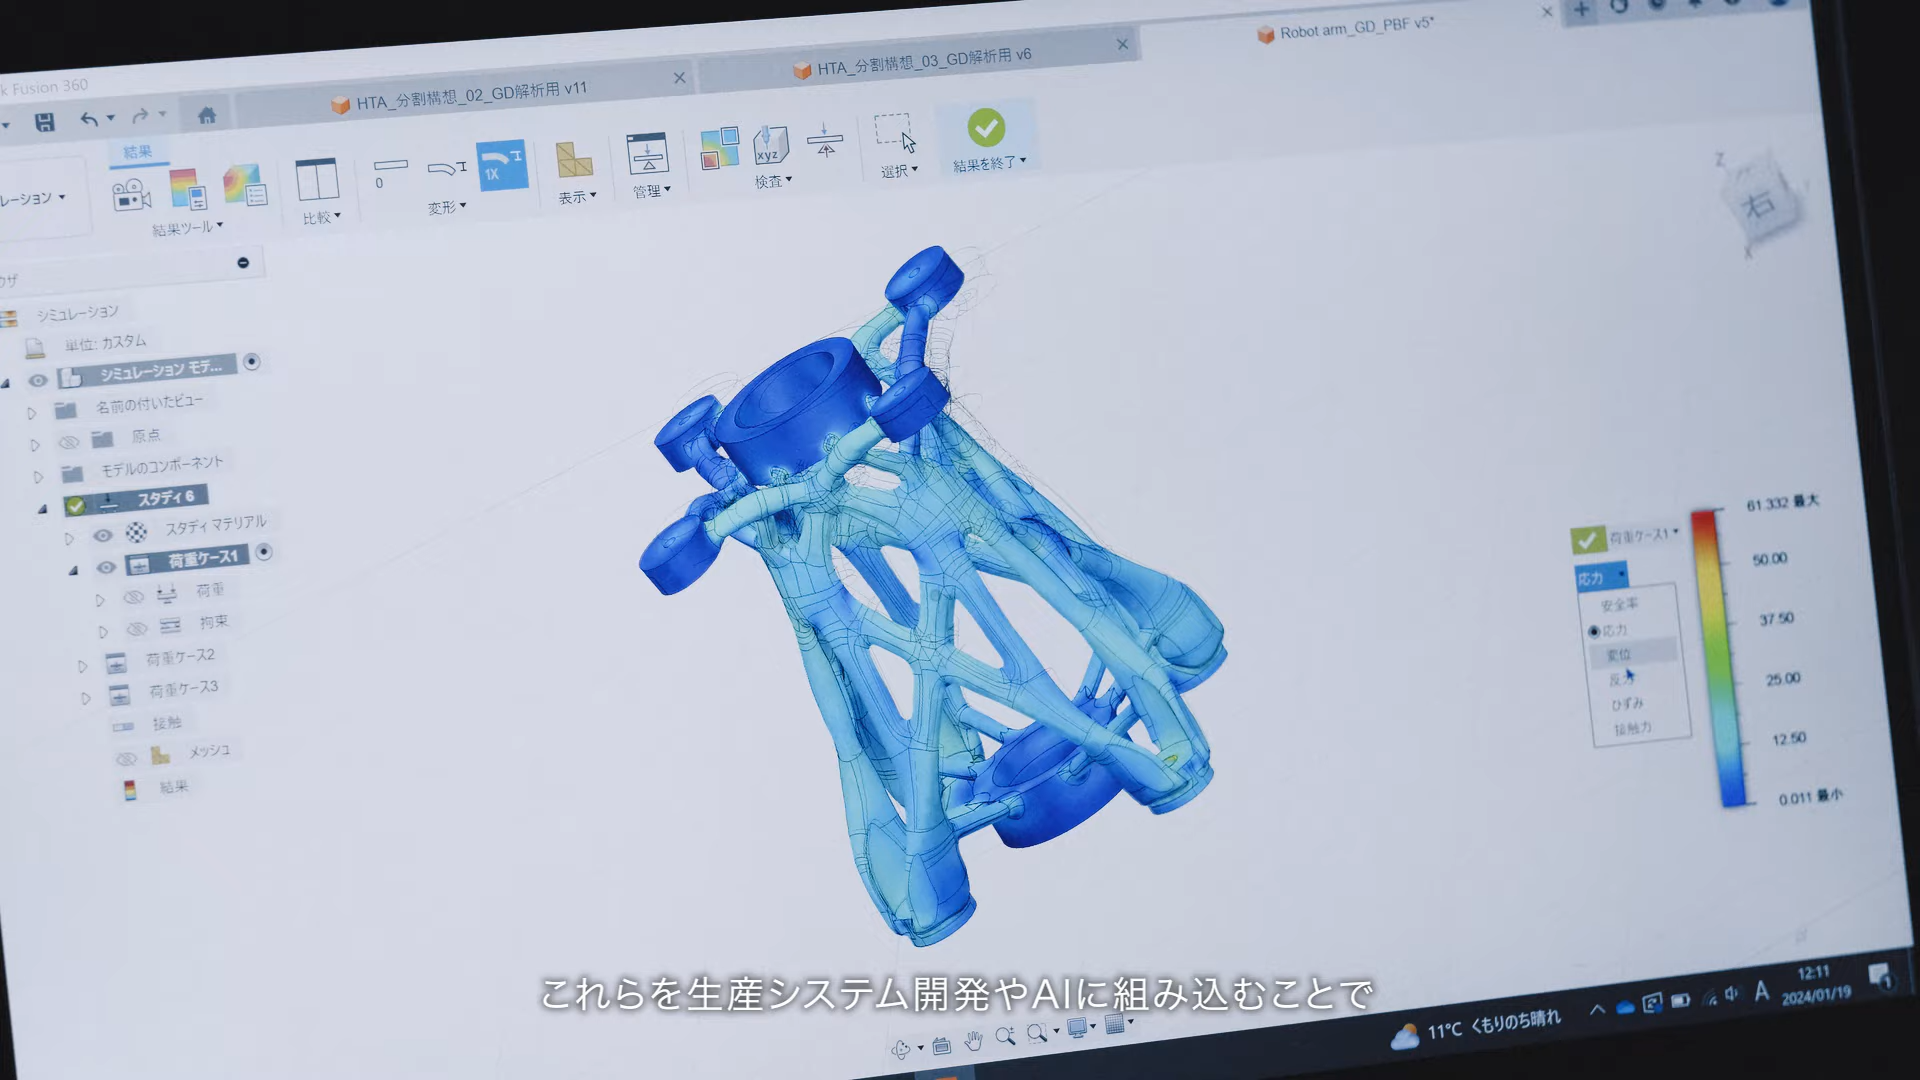 k Fusion 360
HTA_分割構想_02_GD解析用 v11
HTA_分割構想_03_GD解析用 v6
Robot arm_GD_PBF v5*
レーション
結果
結果ツール
比較
0
変形
1X
表示
管理
xyz
検査
選択
結果を終了
Z
右
X
ウザ
シミュレーション
単位: カスタム
シミュレーション モデ...
名前の付いたビュー
原点
モデルのコンポーネント
スタディ 6
スタディ マテリアル
荷重ケース1
荷重
拘束
荷重ケース2
荷重ケース3
接触
メッシュ
結果
荷重ケース1
応力
安全率
応力
変位
反力
ひずみ
接触力
61.332 最大
50.00
37.50
25.00
12.50
0.011 最小
これらを生産システム開発やAIに組み込むことで
11°C くもりのち晴れ
A
12:11
2024/01/19
1